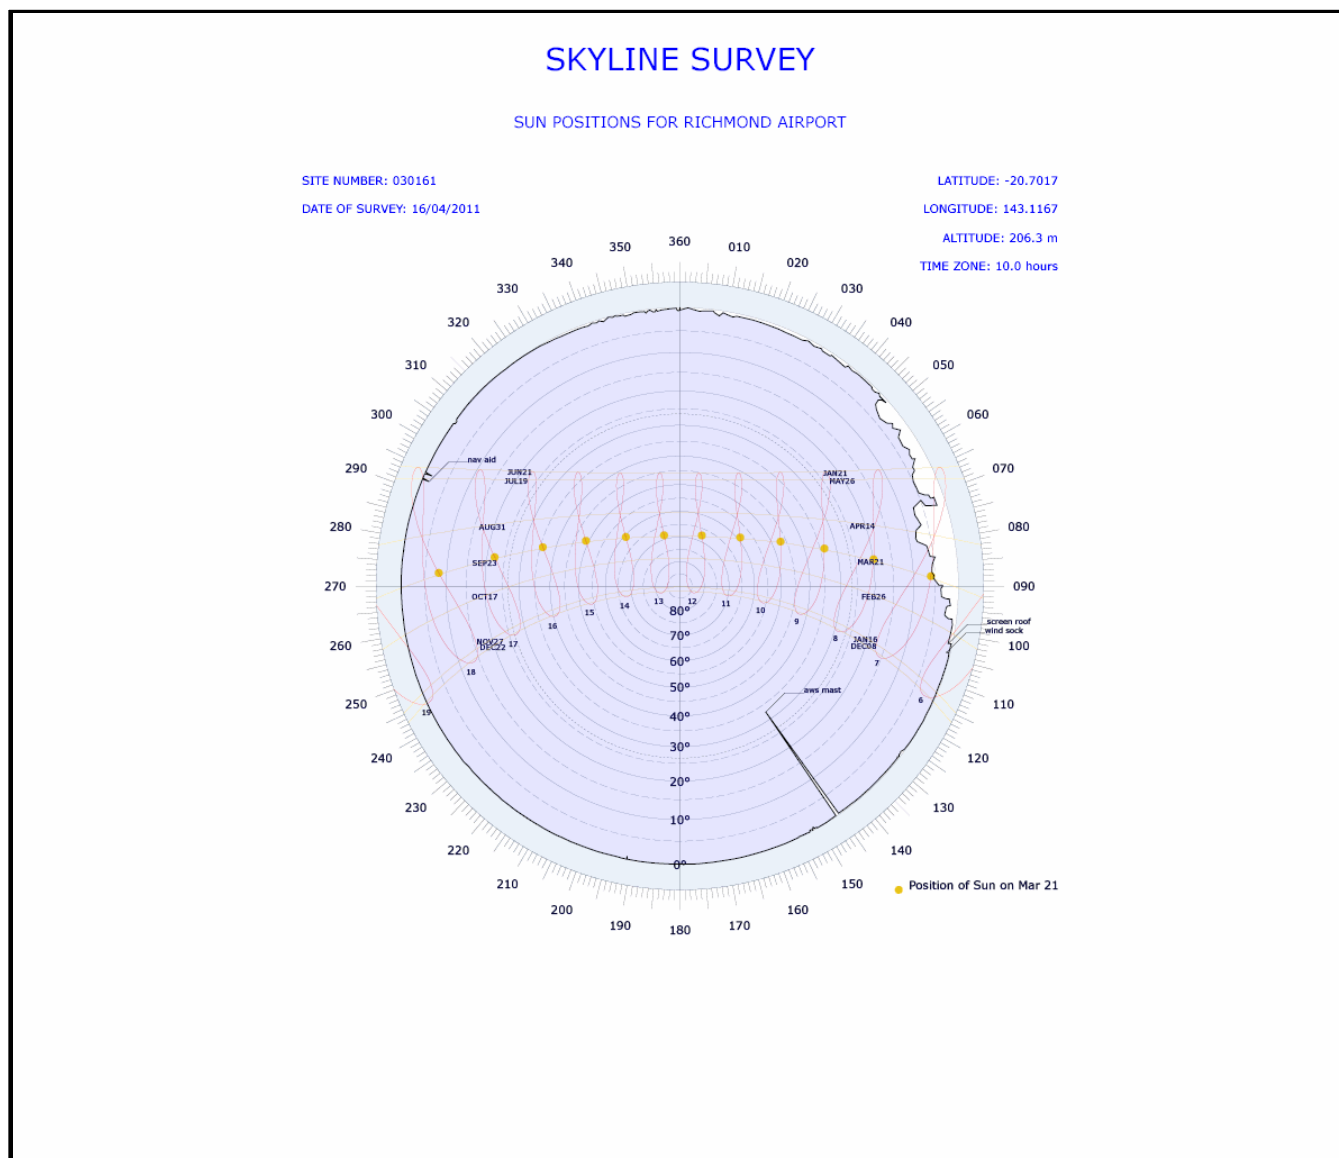 SKYLINE SURVEY
SUN POSITIONS FOR RICHMOND AIRPORT
SITE NUMBER: 030161
LATITUDE: -20.7017
DATE OF SURVEY: 16/04/2011
LONGITUDE: 143.1167
ALTITUDE: 206.3 m
TIME ZONE: 10.0 hours
350 360 010
340 020
330 030
320 040
310 050
300 060
290 070
280 080
270 090
260 100
250 110
240 120
230 130
220 140
210 150
200 160
190 180 170
nav aid
JUN21 JAN21
JUL19 MAY26
AUG31 APR14
SEP23 MAR21
OCT17 FEB26
NOV27 JAN16
DEC22 DEC08
19 18 17 16 15 14 13 12 11 10 9 8 7 6
screen roof
wind sock
aws mast
80°
70°
60°
50°
40°
30°
20°
10°
0°
Position of Sun on Mar 21